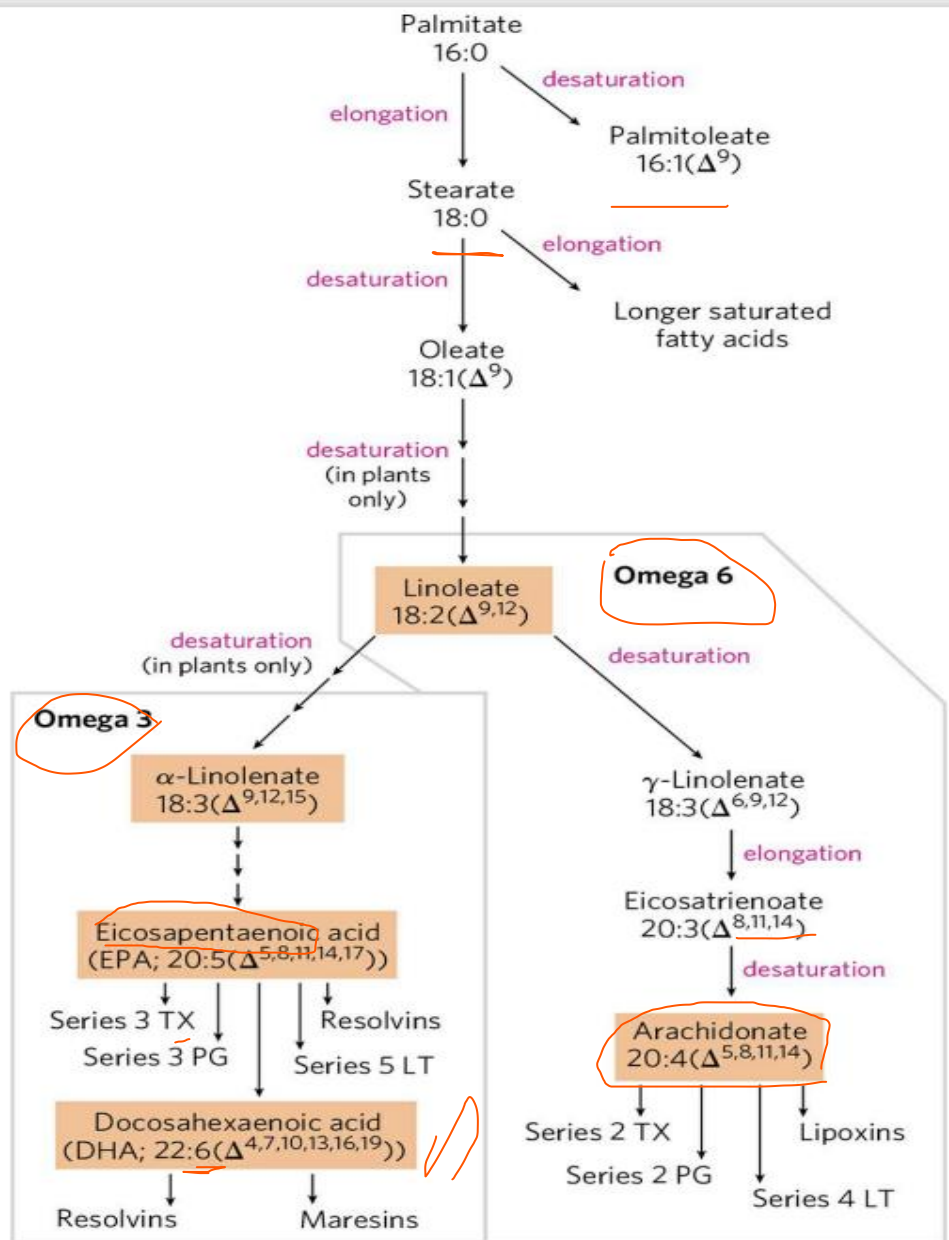 Palmitate
16:0
desaturation
elongation
Palmitoleate
16:1(Δ⁹)
Stearate
18:0
elongation
desaturation
Longer saturated
fatty acids
Oleate
18:1(Δ⁹)
desaturation
(in plants
only)
Omega 6
Linoleate
18:2(Δ⁹,¹²)
desaturation
(in plants only)
desaturation
Omega 3
α-Linolenate
18:3(Δ⁹,¹²,¹⁵)
γ-Linolenate
18:3(Δ⁶,⁹,¹²)
elongation
Eicosatrienoate
20:3(Δ⁸,¹¹,¹⁴)
Eicosapentaenoic acid
(EPA; 20:5(Δ⁵,⁸,¹¹,¹⁴,¹⁷))
desaturation
Series 3 TX
Resolvins
Series 3 PG
Series 5 LT
Arachidonate
20:4(Δ⁵,⁸,¹¹,¹⁴)
Docosahexaenoic acid
(DHA; 22:6(Δ⁴,⁷,¹⁰,¹³,¹⁶,¹⁹))
Series 2 TX
Lipoxins
Series 2 PG
Series 4 LT
Resolvins
Maresins